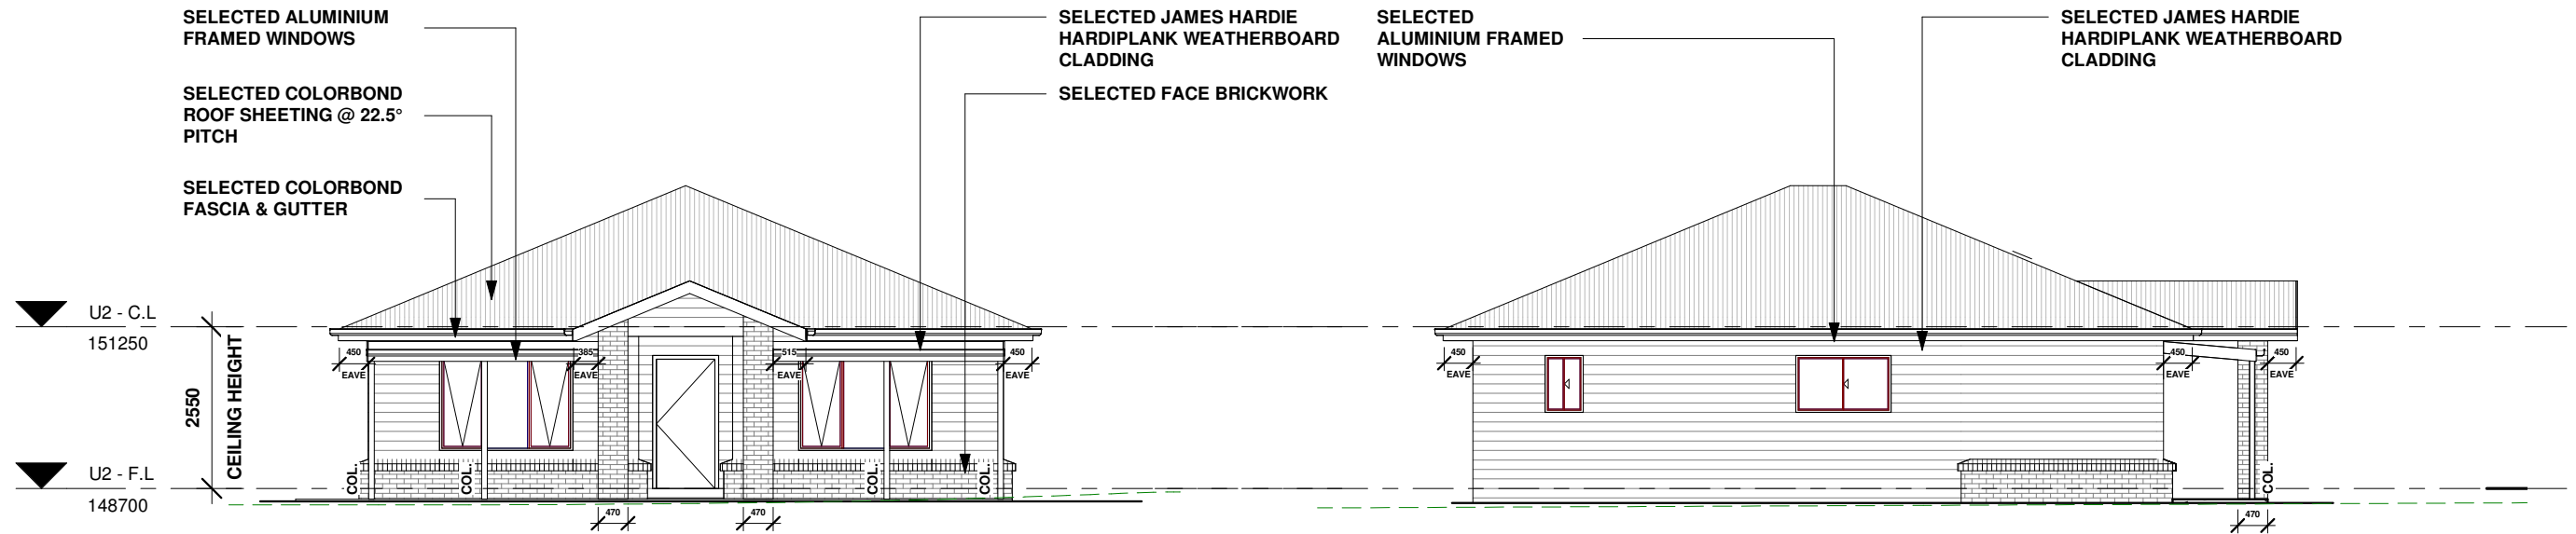 SELECTED ALUMINIUM
FRAMED WINDOWS
SELECTED COLORBOND
ROOF SHEETING @ 22.5°
PITCH
SELECTED COLORBOND
FASCIA & GUTTER
SELECTED JAMES HARDIE
HARDIPLANK WEATHERBOARD
CLADDING
SELECTED FACE BRICKWORK
SELECTED
ALUMINIUM FRAMED
WINDOWS
SELECTED JAMES HARDIE
HARDIPLANK WEATHERBOARD
CLADDING
U2 - C.L
151250
2550
CEILING HEIGHT
U2 - F.L
148700
450
EAVE
385
EAVE
515
EAVE
450
EAVE
COL.
COL.
COL.
COL.
470
470
450
EAVE
450
EAVE
450
EAVE
COL.
470